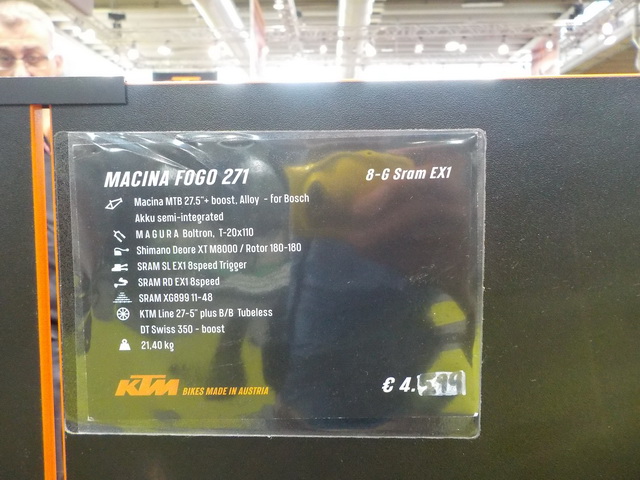 MACINA FOGO 271
8-G Sram EX1
Macina MTB 27.5"+ boost, Alloy - for Bosch
Akku semi-integrated
MAGURA Boltron, T-20x110
Shimano Deore XT M8000 / Rotor 180-180
SRAM SL EX1 8speed Trigger
SRAM RD EX1 8speed
SRAM XG899 11-48
KTM Line 27-5" plus B/B Tubeless
DT Swiss 350 - boost
21,40 kg
KTM BIKES MADE IN AUSTRIA
€ 4.